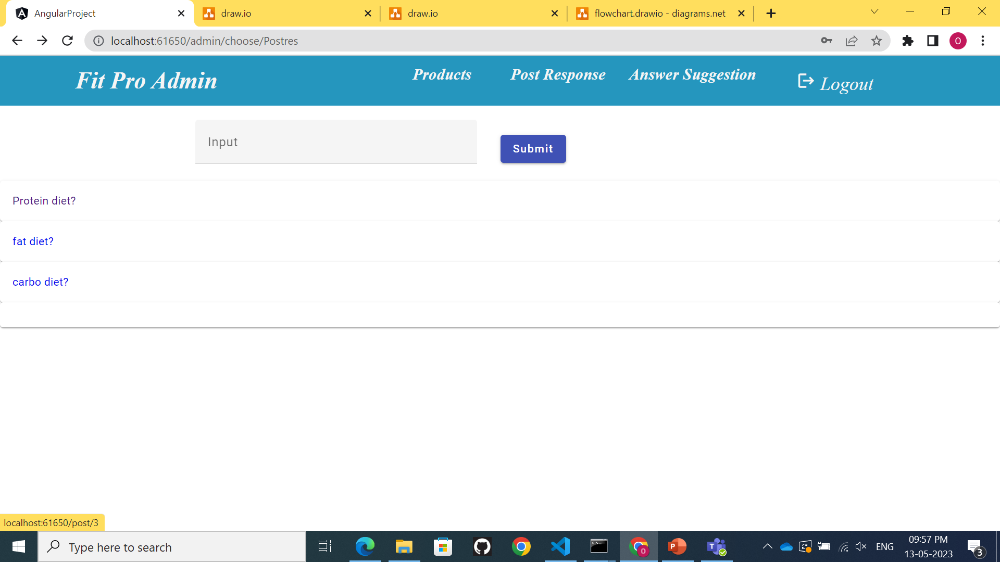 AngularProject
draw.io
draw.io
flowchart.drawio - diagrams.net
localhost:61650/admin/choose/Postres
O
Fit Pro Admin
Products
Post Response
Answer Suggestion
Logout
Input
Submit
Protein diet?
fat diet?
carbo diet?
localhost:61650/post/3
Type here to search
ENG
09:57 PM
13-05-2023
3